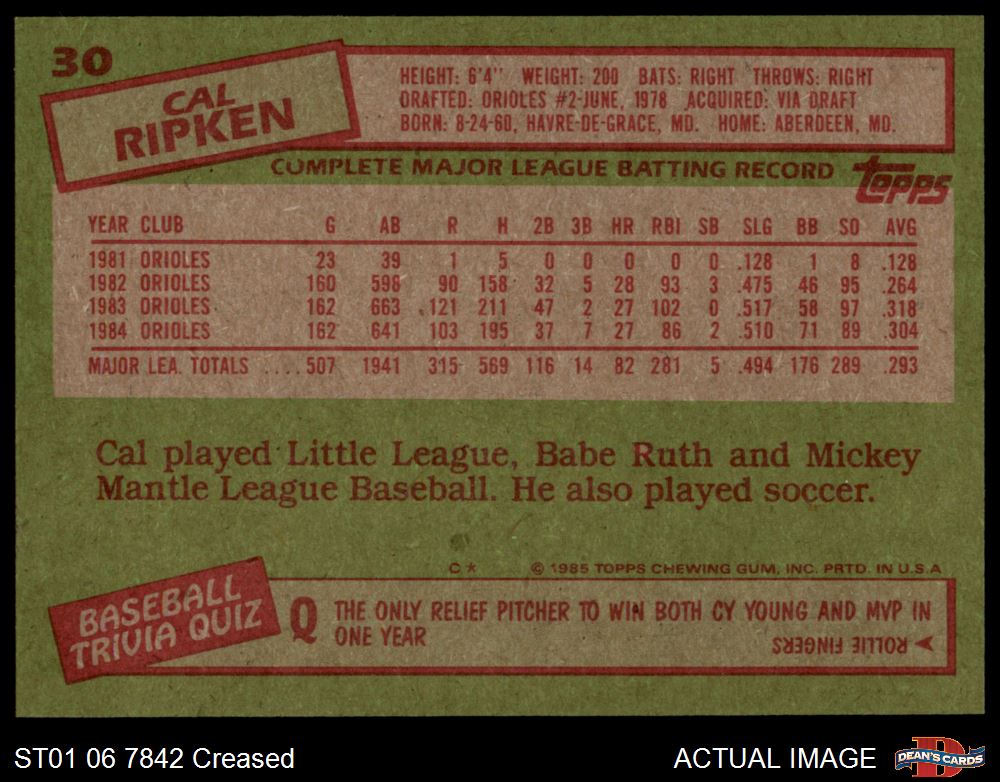 30
CAL
RIPKEN
HEIGHT: 6'4" WEIGHT: 200 BATS: RIGHT THROWS: RIGHT
DRAFTED: ORIOLES #2-JUNE, 1978 ACQUIRED: VIA DRAFT
BORN: 8-24-60, HAVRE-DE-GRACE, MD. HOME: ABERDEEN, MD.
COMPLETE MAJOR LEAGUE BATTING RECORD
Topps
YEAR CLUB G AB R H 2B 3B HR RBI SB SLG BB SO AVG
1981 ORIOLES 23 39 1 5 0 0 0 0 0 .128 1 8 .128
1982 ORIOLES 160 598 90 158 32 5 28 93 3 .475 46 95 .264
1983 ORIOLES 162 663 121 211 47 2 27 102 0 .517 58 97 .318
1984 ORIOLES 162 641 103 195 37 7 27 86 2 .510 71 89 .304
MAJOR LEA. TOTALS ....507 1941 315 569 116 14 82 281 5 .494 176 289 .293
Cal played Little League, Babe Ruth and Mickey
Mantle League Baseball. He also played soccer.
C * © 1985 TOPPS CHEWING GUM, INC. PRTD. IN U.S.A
BASEBALL
TRIVIA QUIZ
Q THE ONLY RELIEF PITCHER TO WIN BOTH CY YOUNG AND MVP IN
ONE YEAR
ROLLIE FINGERS
ST01 06 7842 Creased
ACTUAL IMAGE
D
DEAN'S CARDS